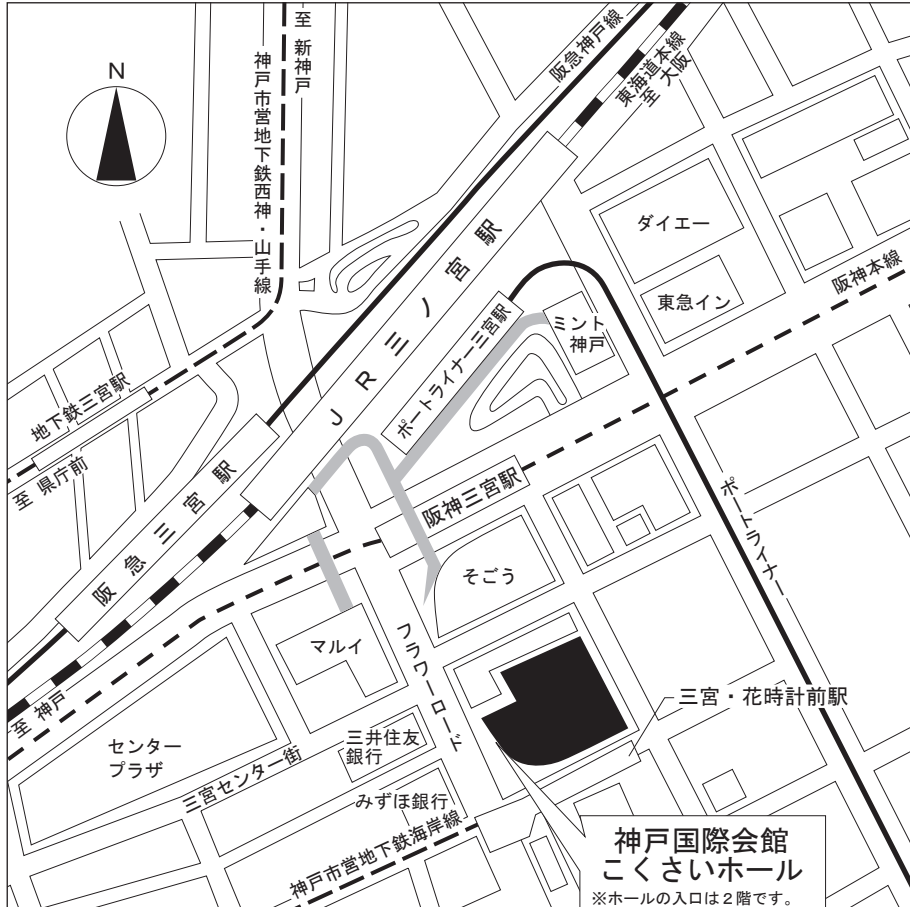 N
至 新神戸
神戸市営地下鉄西神・山手線
阪急神戸線
東海道本線
至 大阪
ダイエー
東急イン
阪神本線
ミント
神戸
JR三ノ宮駅
ポートライナー三宮駅
地下鉄三宮駅
至 県庁前
阪急三宮駅
阪神三宮駅
ポートライナー
そごう
マルイ
フラワーロード
至 神戸
センター
プラザ
三宮センター街
三井住友
銀行
みずほ銀行
三宮・花時計前駅
神戸市営地下鉄海岸線
神戸国際会館
こくさいホール
※ホールの入口は2階です。